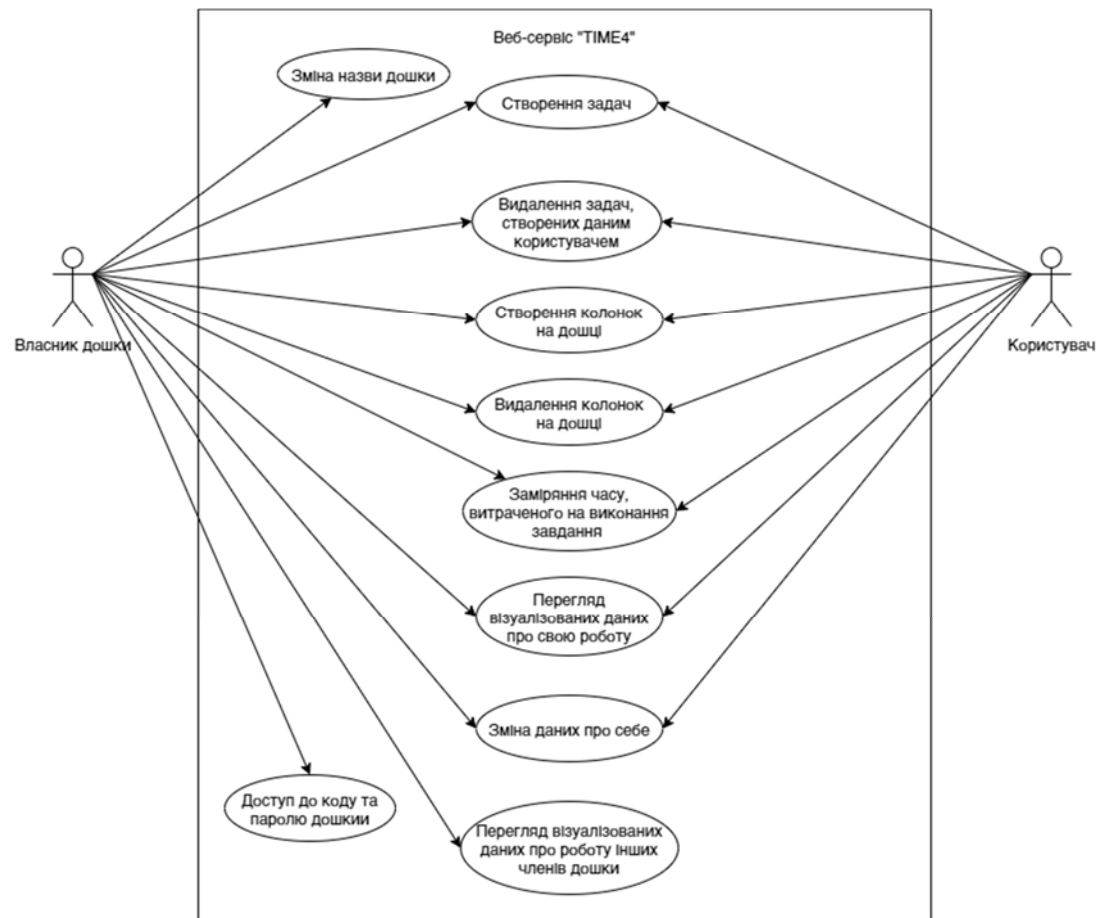 Веб-сервіс "TIME4"
Зміна назви дошки
Створення задач
Видалення задач,
створених даним
користувачем
Власник дошки
Користувач
Створення колонок
на дошці
Видалення колонок
на дошці
Заміряння часу,
витраченого на виконання
завдання
Перегляд
візуалізованих даних
про свою роботу
Зміна даних про себе
Доступ до коду та
паролю дошкии
Перегляд візуалізованих
даних про роботу інших
членів дошки